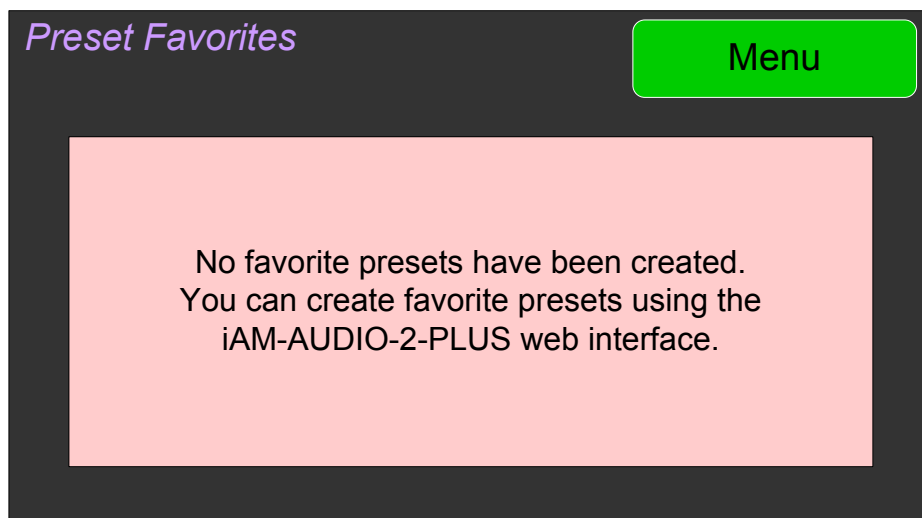 Preset Favorites
Menu
No favorite presets have been created.
You can create favorite presets using the
iAM-AUDIO-2-PLUS web interface.